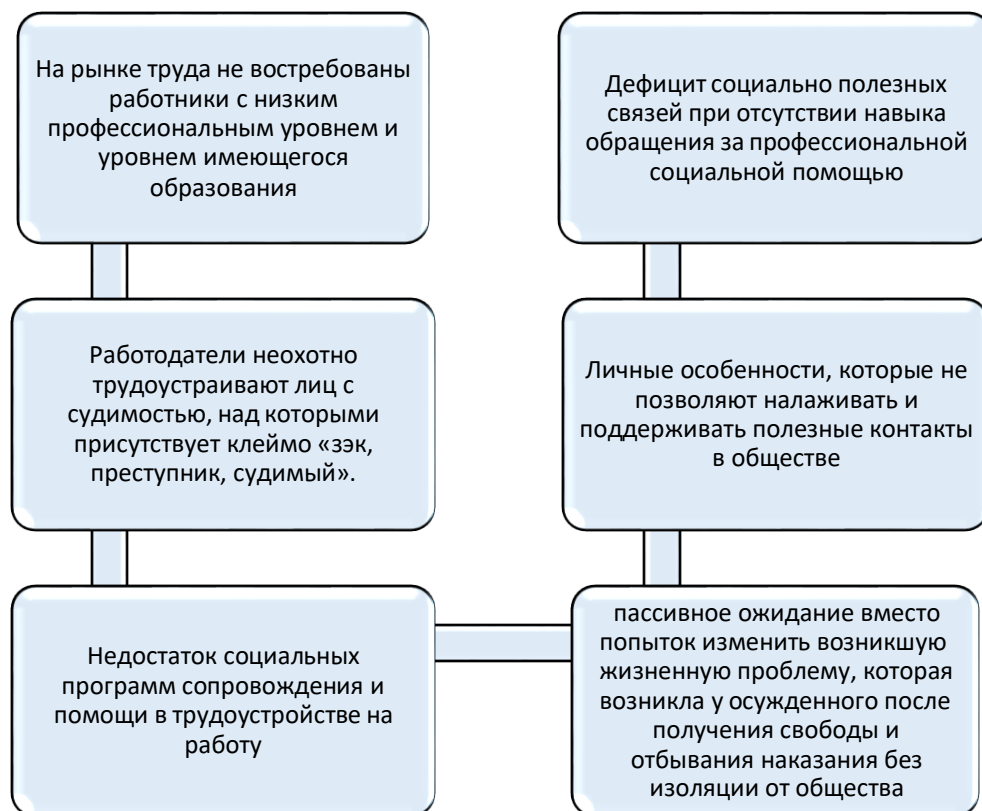 На рынке труда не востребованы
работники с низким
профессиональным уровнем и
уровнем имеющегося
образования
Работодатели неохотно
трудоустраивают лиц с
судимостью, над которыми
присутствует клеймо «зэк,
преступник, судимый».
Недостаток социальных
программ сопровождения и
помощи в трудоустройстве на
работу
пассивное ожидание вместо
попыток изменить возникшую
жизненную проблему, которая
возникла у осужденного после
получения свободы и
отбывания наказания без
изоляции от общества
Личные особенности, которые не
позволяют налаживать и
поддерживать полезные контакты
в обществе
Дефицит социально полезных
связей при отсутствии навыка
обращения за профессиональной
социальной помощью